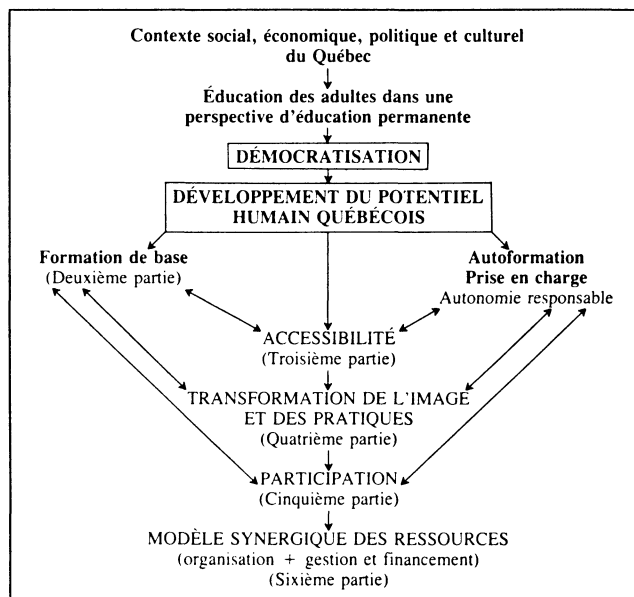 Contexte social, économique, politique et culturel
du Québec
Éducation des adultes dans une
perspective d'éducation permanente
DÉMOCRATISATION
DÉVELOPPEMENT DU POTENTIEL
HUMAIN QUÉBÉCOIS
Formation de base
(Deuxième partie)
Autoformation
Prise en charge
Autonomie responsable
ACCESSIBILITÉ
(Troisième partie)
TRANSFORMATION DE L'IMAGE
ET DES PRATIQUES
(Quatrième partie)
PARTICIPATION
(Cinquième partie)
MODÈLE SYNERGIQUE DES RESSOURCES
(organisation + gestion et financement)
(Sixième partie)